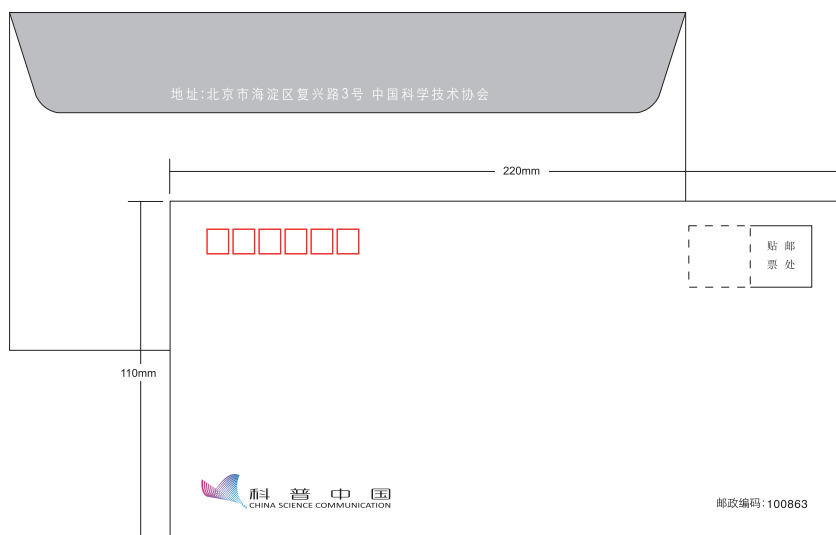 地址:北京市海淀区复兴路3号 中国科学技术协会
220mm
贴 邮
票 处
110mm
科普中国
CHINA SCIENCE COMMUNICATION
邮政编码:100863